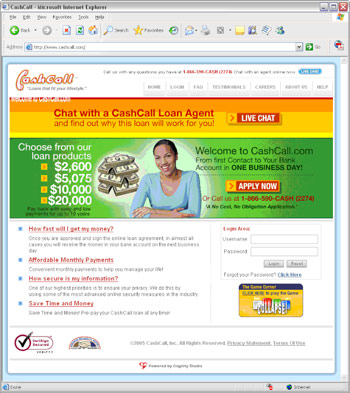 CashCall - Microsoft Internet Explorer
File Edit View Favorites Tools Help
Back Search Favorites
Address http://www.cashcall.com/ Go
CashCall
"Loans that fit your lifestyle."
Call us with any questions you have at 1-866-590-CASH (2274) Chat with an agent online now LIVE CHAT
HOME LOGIN FAQ TESTIMONIALS CAREERS ABOUT US HELP
Chat with a CashCall Loan Agent
and find out why this loan will work for you!
LIVE CHAT
Choose from our
loan products
$2,600
$5,075
$10,000
$20,0
Pay back with easy and low
payments for up to 10 years
Welcome to CashCall.com
From first Contact to Your Bank
Account in ONE BUSINESS DAY!
APPLY NOW
Or Call us at 1-866-590-CASH (2274)
"A No Cost, No Obligation Application."
How fast will I get my money?
Once you are approved and sign the online loan agreement, in almost all
cases you will receive the money in your bank account on the next business
day.
Affordable Monthly Payments
Convenient monthly payments to help you manage your life!
How secure is my information?
One of our highest priorities is to ensure your privacy. We do this by
using some of the most advanced online security measures in the industry.
Save Time and Money
Save Time and Money! Pre-pay your CashCall loan at any time!
Login Area:
Username:
Password:
Login Reset
Forgot your Password? Click Here
The Game Corner
CLICK HERE to play the Game
COLLAPSE!
VeriSign
Secured
VERIFY
©2005 CashCall, Inc. All Rights Reserved. Privacy Statement. Terms Of Use
Powered by Gogling Studio
Done Internet